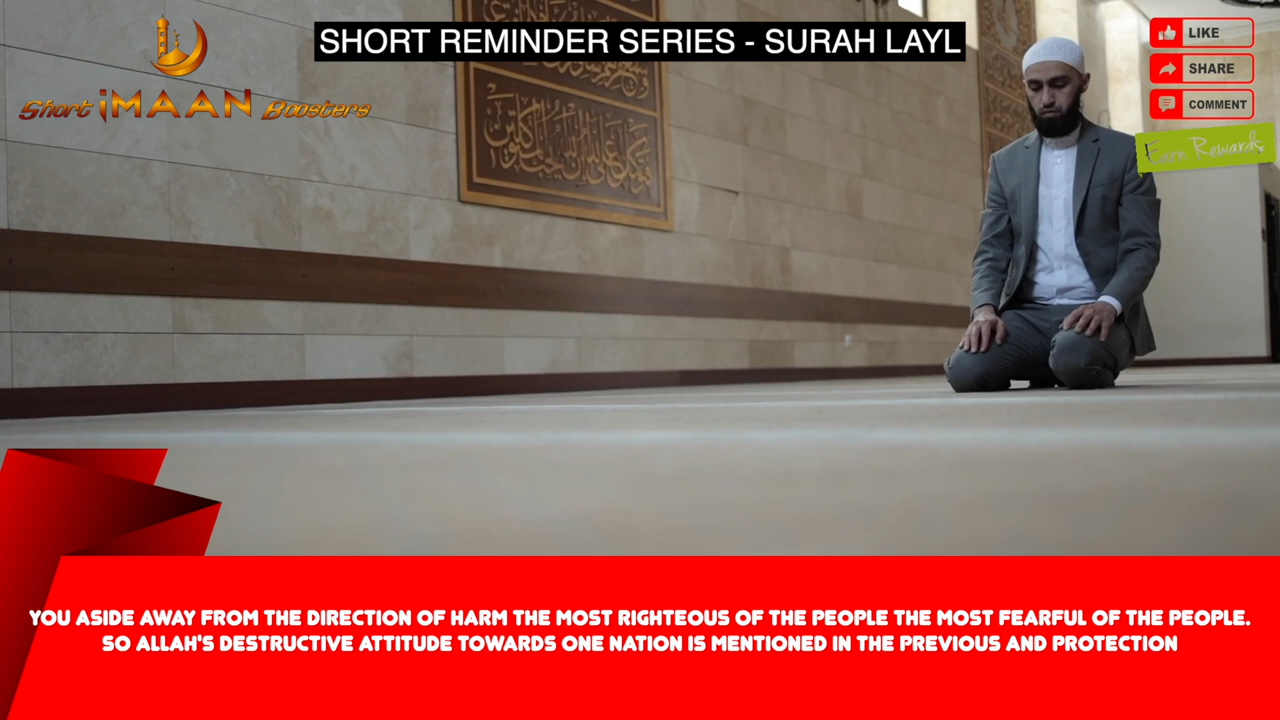 SHORT REMINDER SERIES - SURAH LAYL
Short iMAAN Boosters
LIKE
SHARE
COMMENT
Earn Rewards
YOU ASIDE AWAY FROM THE DIRECTION OF HARM THE MOST RIGHTEOUS OF THE PEOPLE THE MOST FEARFUL OF THE PEOPLE.
SO ALLAH'S DESTRUCTIVE ATTITUDE TOWARDS ONE NATION IS MENTIONED IN THE PREVIOUS AND PROTECTION